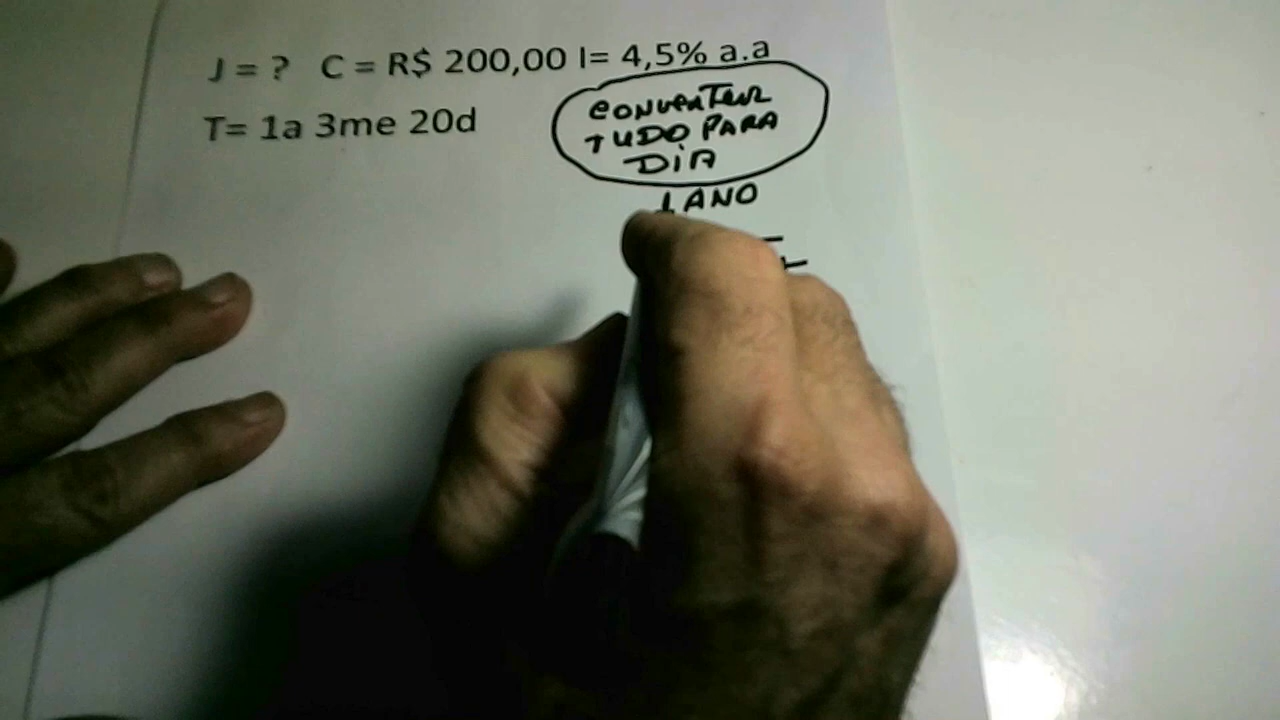 J = ? C = R$ 200,00 I= 4,5% a.a
T= 1a 3me 20d
CONVERTER
TUDO PARA
DIA
1 ANO